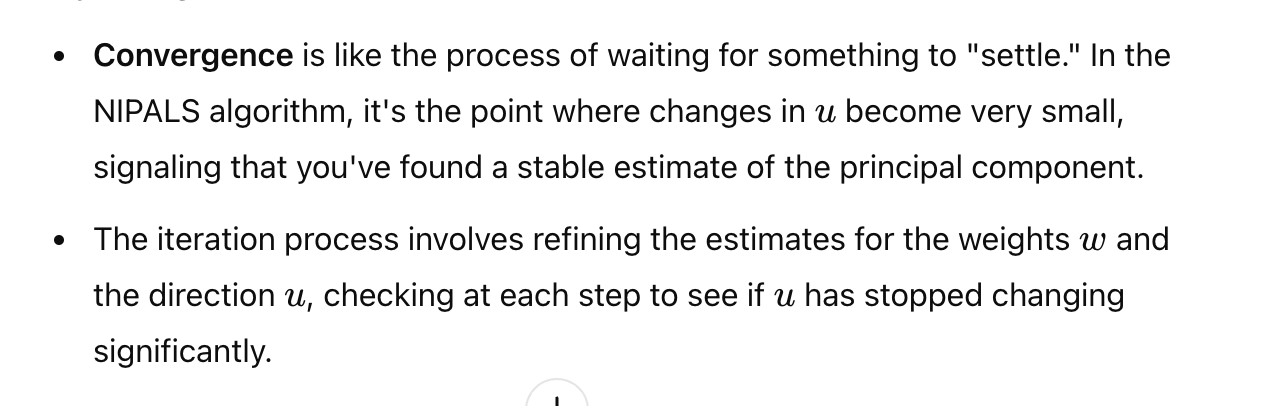 • Convergence is like the process of waiting for something to "settle." In the
NIPALS algorithm, it's the point where changes in u become very small,
signaling that you've found a stable estimate of the principal component.
• The iteration process involves refining the estimates for the weights w and
the direction u, checking at each step to see if u has stopped changing
significantly.